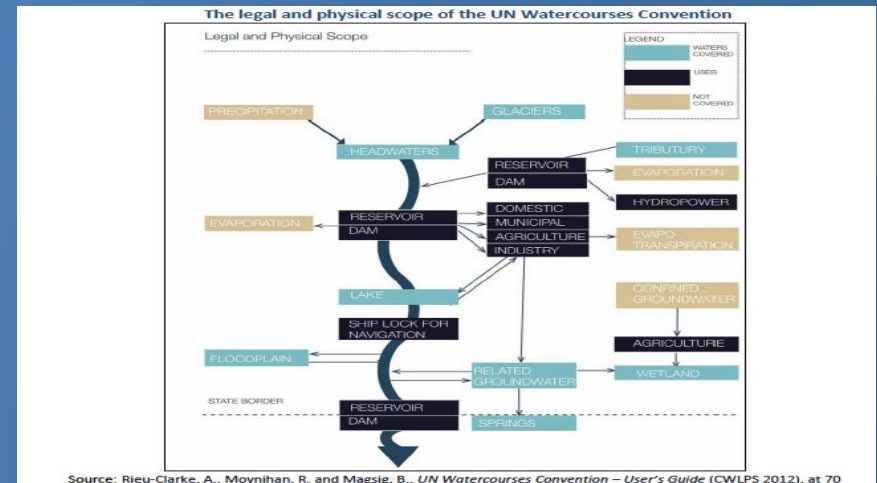 The legal and physical scope of the UN Watercourses Convention
Legal and Physical Scope
LEGEND
WATERS
COVERED
USES
NOT
COVERED
PRECIPITATION
GLACIERS
HEADWATERS
TRIBUTURY
RESERVOIR
DAM
EVAPORATION
HYDROPOWER
EVAPORATION
RESERVOIR
DAM
DOMESTIC
MUNICIPAL
AGRICULTURE
INDUSTRY
EVAPO-
TRANSPIRATION
LAKE
CONFINED
GROUNDWATER
SHIP LOCK FOR
NAVIGATION
AGRICULTURE
FLOODPLAIN
RELATED
GROUNDWATER
WETLAND
STATE BORDER
RESERVOIR
DAM
SPRINGS
Source: Rieu-Clarke, A., Moynihan, R. and Magsig, B., UN Watercourses Convention – User's Guide (CWLPS 2012), at 70